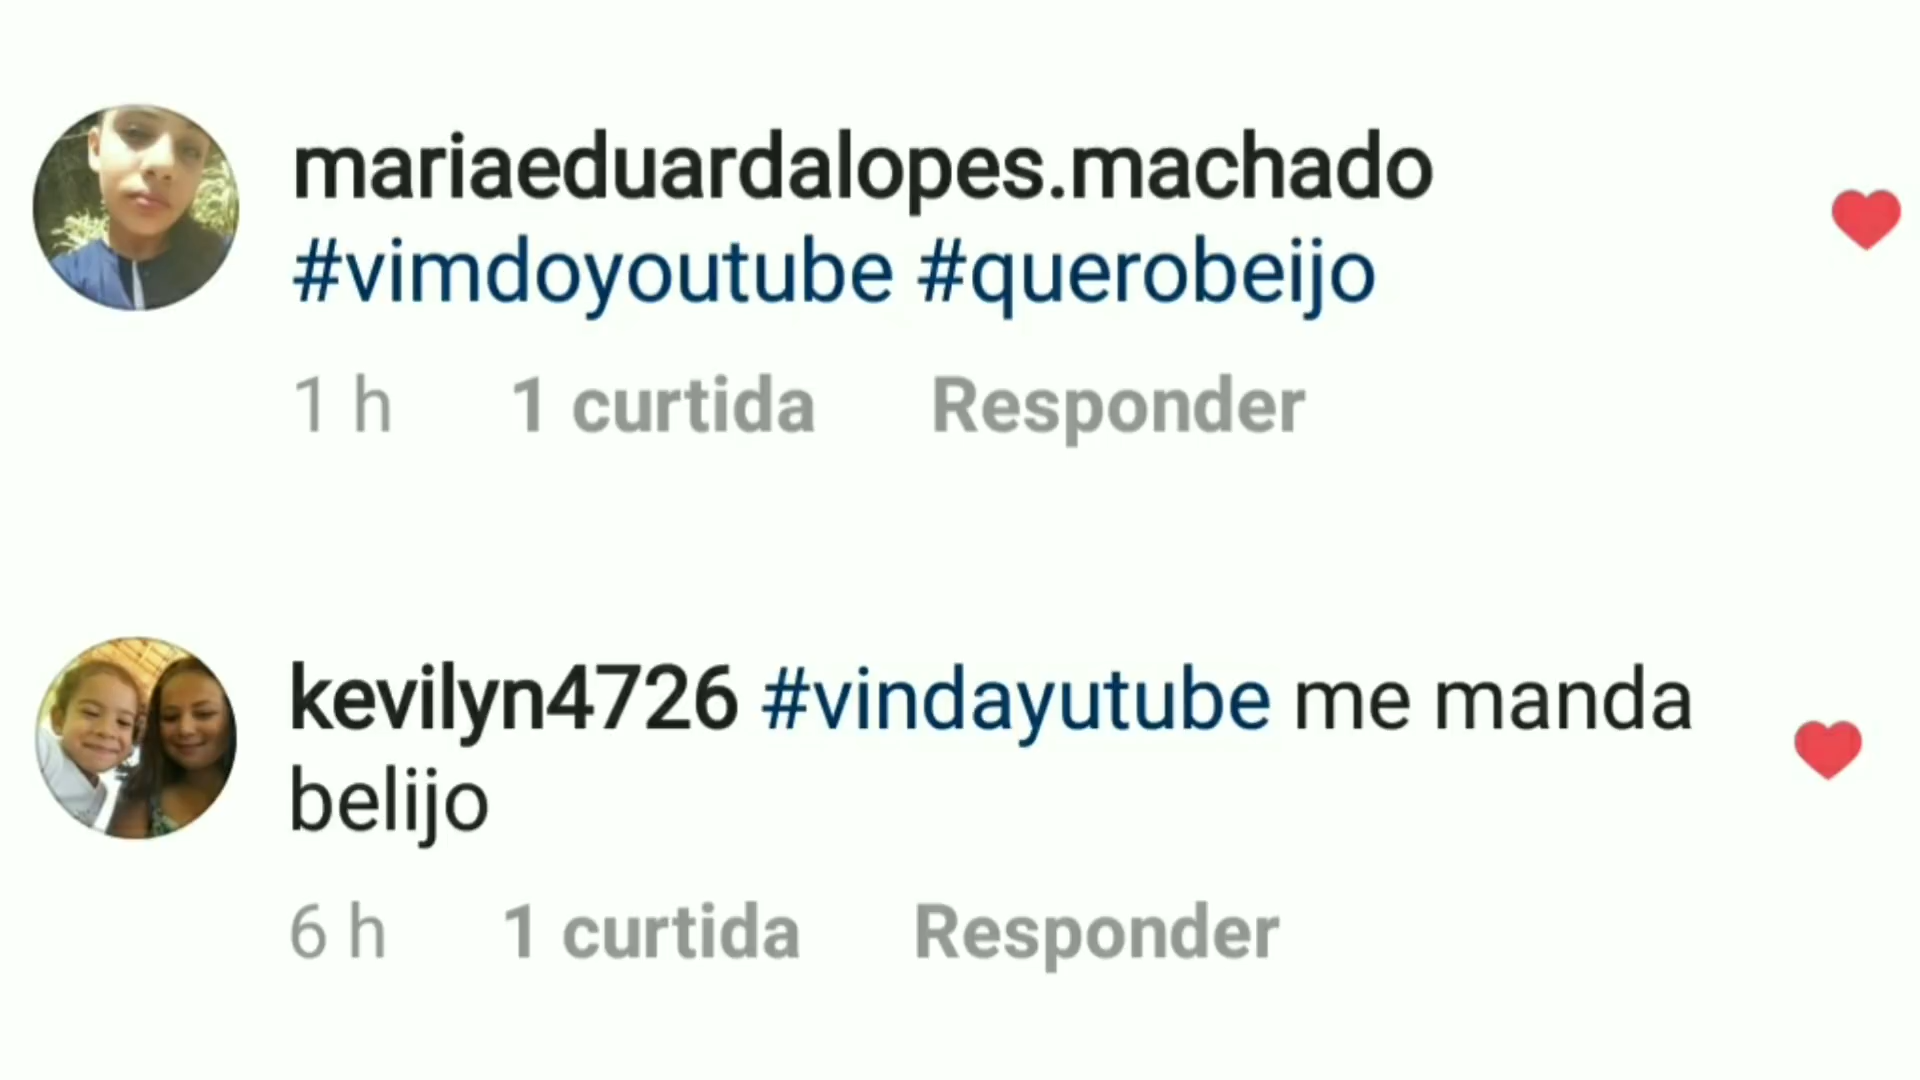 mariaeduardalopes.machado
#vimdoyoutube #querobeijo
1 h 1 curtida Responder
kevilyn4726 #vindayutube me manda
belijo
6 h 1 curtida Responder